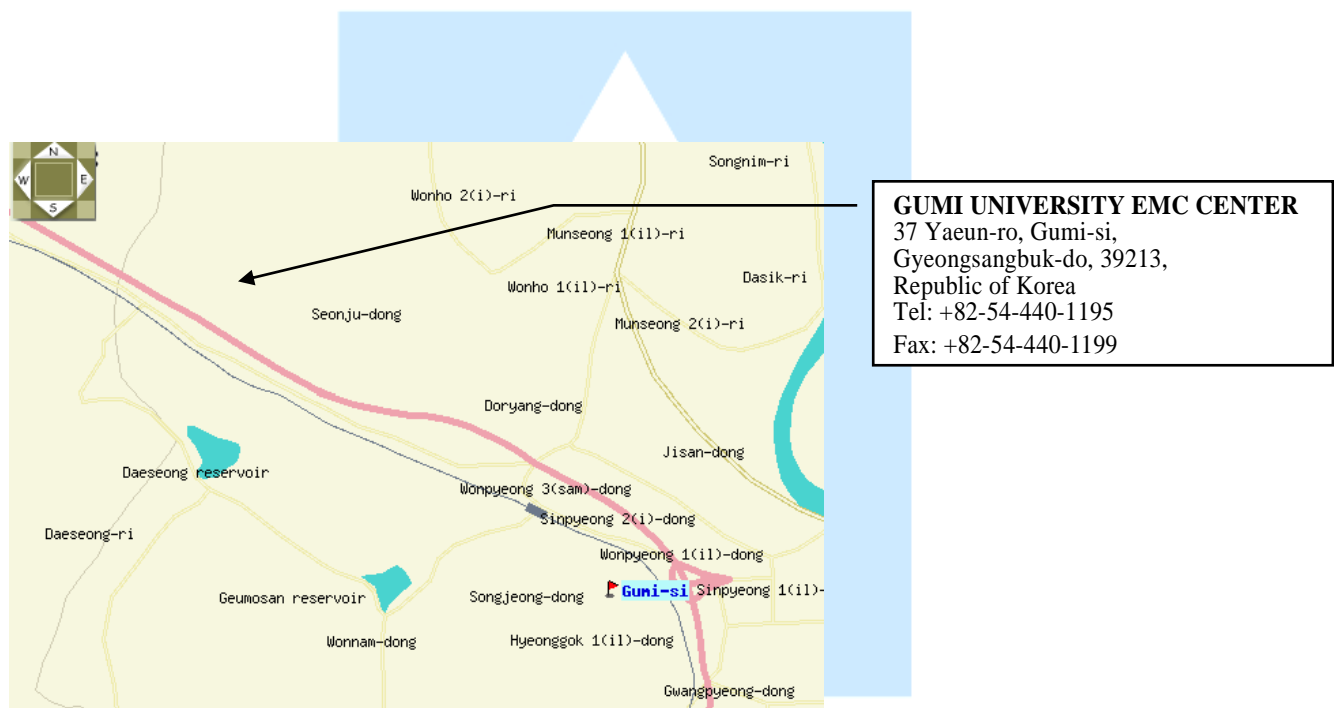 N
W E
S
Songnim-ri
Wonho 2(i)-ri
GUMI UNIVERSITY EMC CENTER
37 Yaeun-ro, Gumi-si,
Gyeongsangbuk-do, 39213,
Republic of Korea
Tel: +82-54-440-1195
Fax: +82-54-440-1199
Munseong 1(il)-ri
Dasik-ri
Wonho 1(il)-ri
Seonju-dong
Munseong 2(i)-ri
Doryang-dong
Jisan-dong
Daeseong reservoir
Wonpyeong 3(sam)-dong
Sinpyeong 2(i)-dong
Daeseong-ri
Wonpyeong 1(il)-dong
Geumosan reservoir
Songjeong-dong
Gumi-si
Sinpyeong 1(il)-
Wonnam-dong
Hyeonggok 1(il)-dong
Gwangpyeong-dong